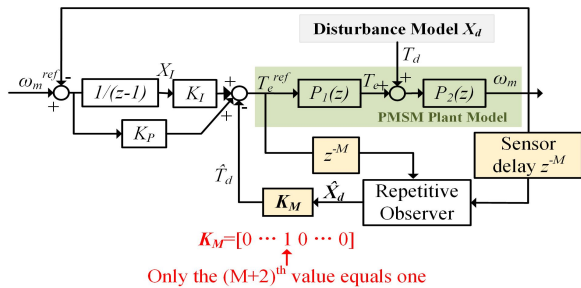 Disturbance Model X_d
ω_m^ref
-
+
1/(z-1)
X_I
K_I
+
+
-
T_e^ref
P_1(z)
T_e
+
T_d
+
P_2(z)
ω_m
PMSM Plant Model
K_P
z^-M
Sensor
delay z^-M
T̂_d
K_M
X̂_d
Repetitive
Observer
K_M=[0 ··· 1 0 ··· 0]
Only the (M+2)^th value equals one